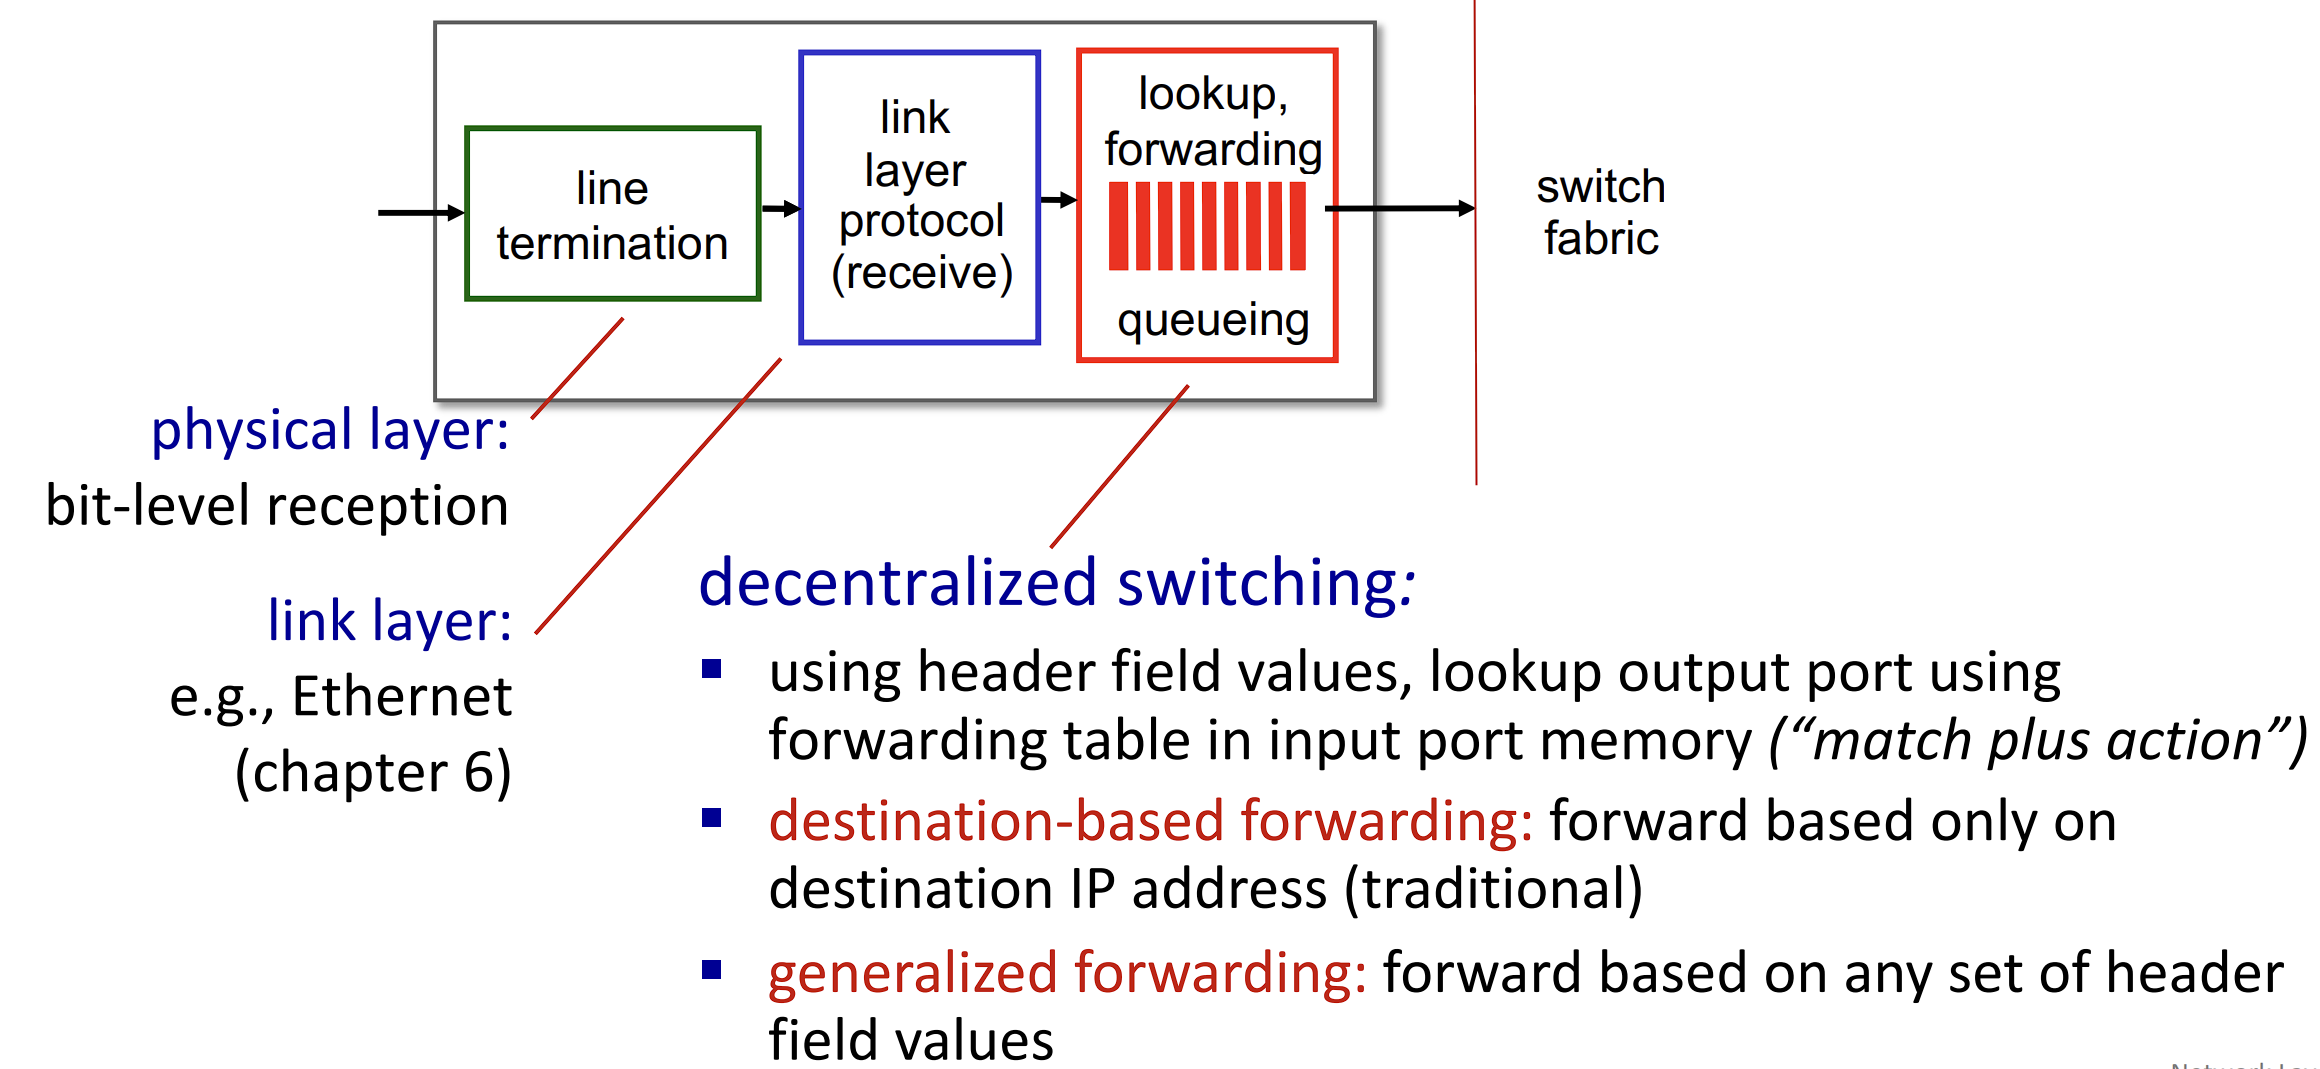 line
termination
link
layer
protocol
(receive)
lookup,
forwarding
queueing
switch
fabric
physical layer:
bit-level reception
link layer:
e.g., Ethernet
(chapter 6)
decentralized switching:
using header field values, lookup output port using
forwarding table in input port memory (“match plus action”)
destination-based forwarding: forward based only on
destination IP address (traditional)
generalized forwarding: forward based on any set of header
field values